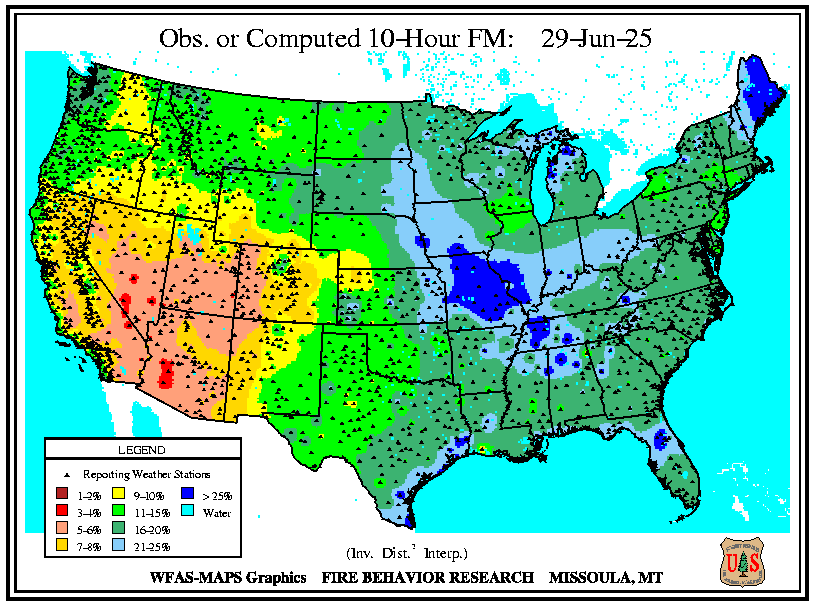 Obs. or Computed 10-Hour FM: 29-Jun-25
LEGEND
Reporting Weather Stations
1-2% 9-10% > 25%
3-4% 11-15% Water
5-6% 16-20%
7-8% 21-25%
(Inv. Dist.² Interp.)
WFAS-MAPS Graphics FIRE BEHAVIOR RESEARCH MISSOULA, MT
U S